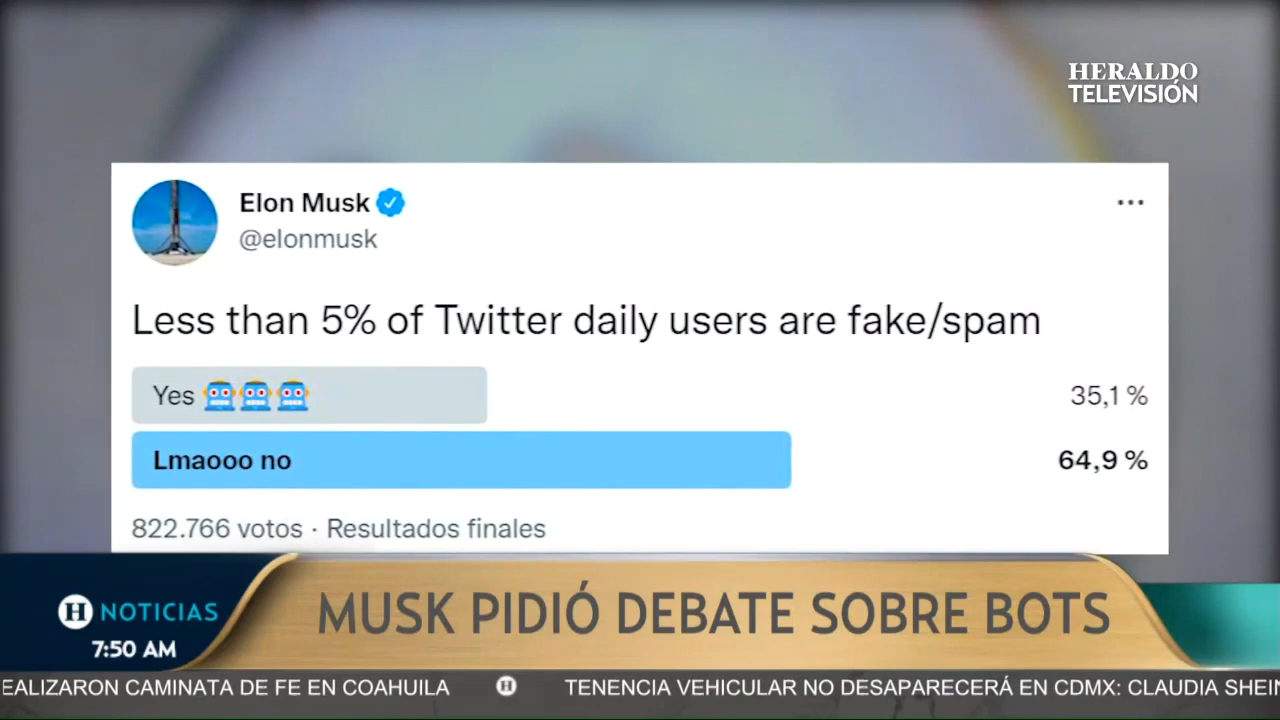 HERALDO
TELEVISIÓN
Elon Musk
@elonmusk
Less than 5% of Twitter daily users are fake/spam
Yes 🤖🤖🤖 35,1 %
Lmaooo no 64,9 %
822.766 votos · Resultados finales
H NOTICIAS
7:50 AM
MUSK PIDIÓ DEBATE SOBRE BOTS
EALIZARON CAMINATA DE FE EN COAHUILA H TENENCIA VEHICULAR NO DESAPARECERÁ EN CDMX: CLAUDIA SHEIN